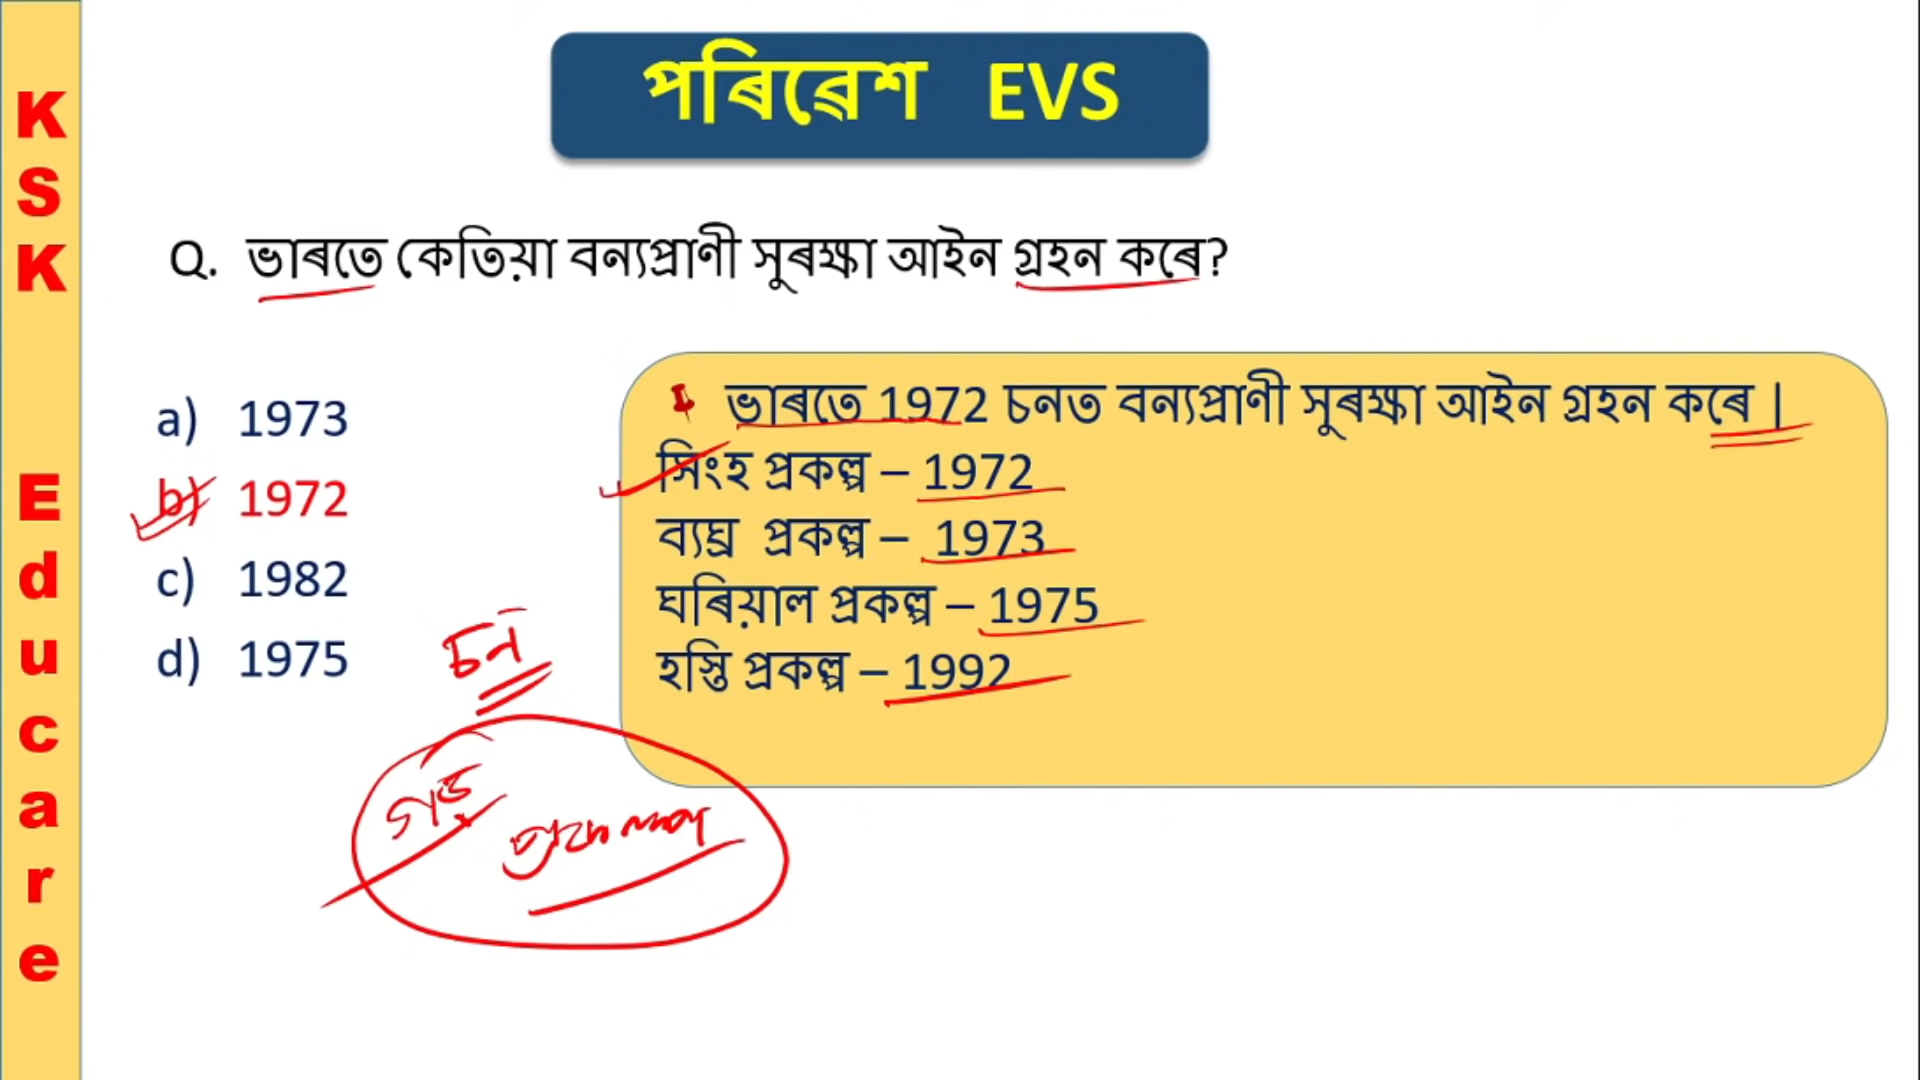 KSK Educare
পৰিৱেশ EVS
Q. ভাৰতে কেতিয়া বন্যপ্ৰাণী সুৰক্ষা আইন গ্ৰহন কৰে?
a) 1973
b) 1972
c) 1982
d) 1975
ভাৰতে 1972 চনত বন্যপ্ৰাণী সুৰক্ষা আইন গ্ৰহন কৰে |
সিংহ প্ৰকল্প – 1972
ব্যঘ্ৰ প্ৰকল্প – 1973
ঘৰিয়াল প্ৰকল্প – 1975
হস্তি প্ৰকল্প – 1992
চন
গঁড়